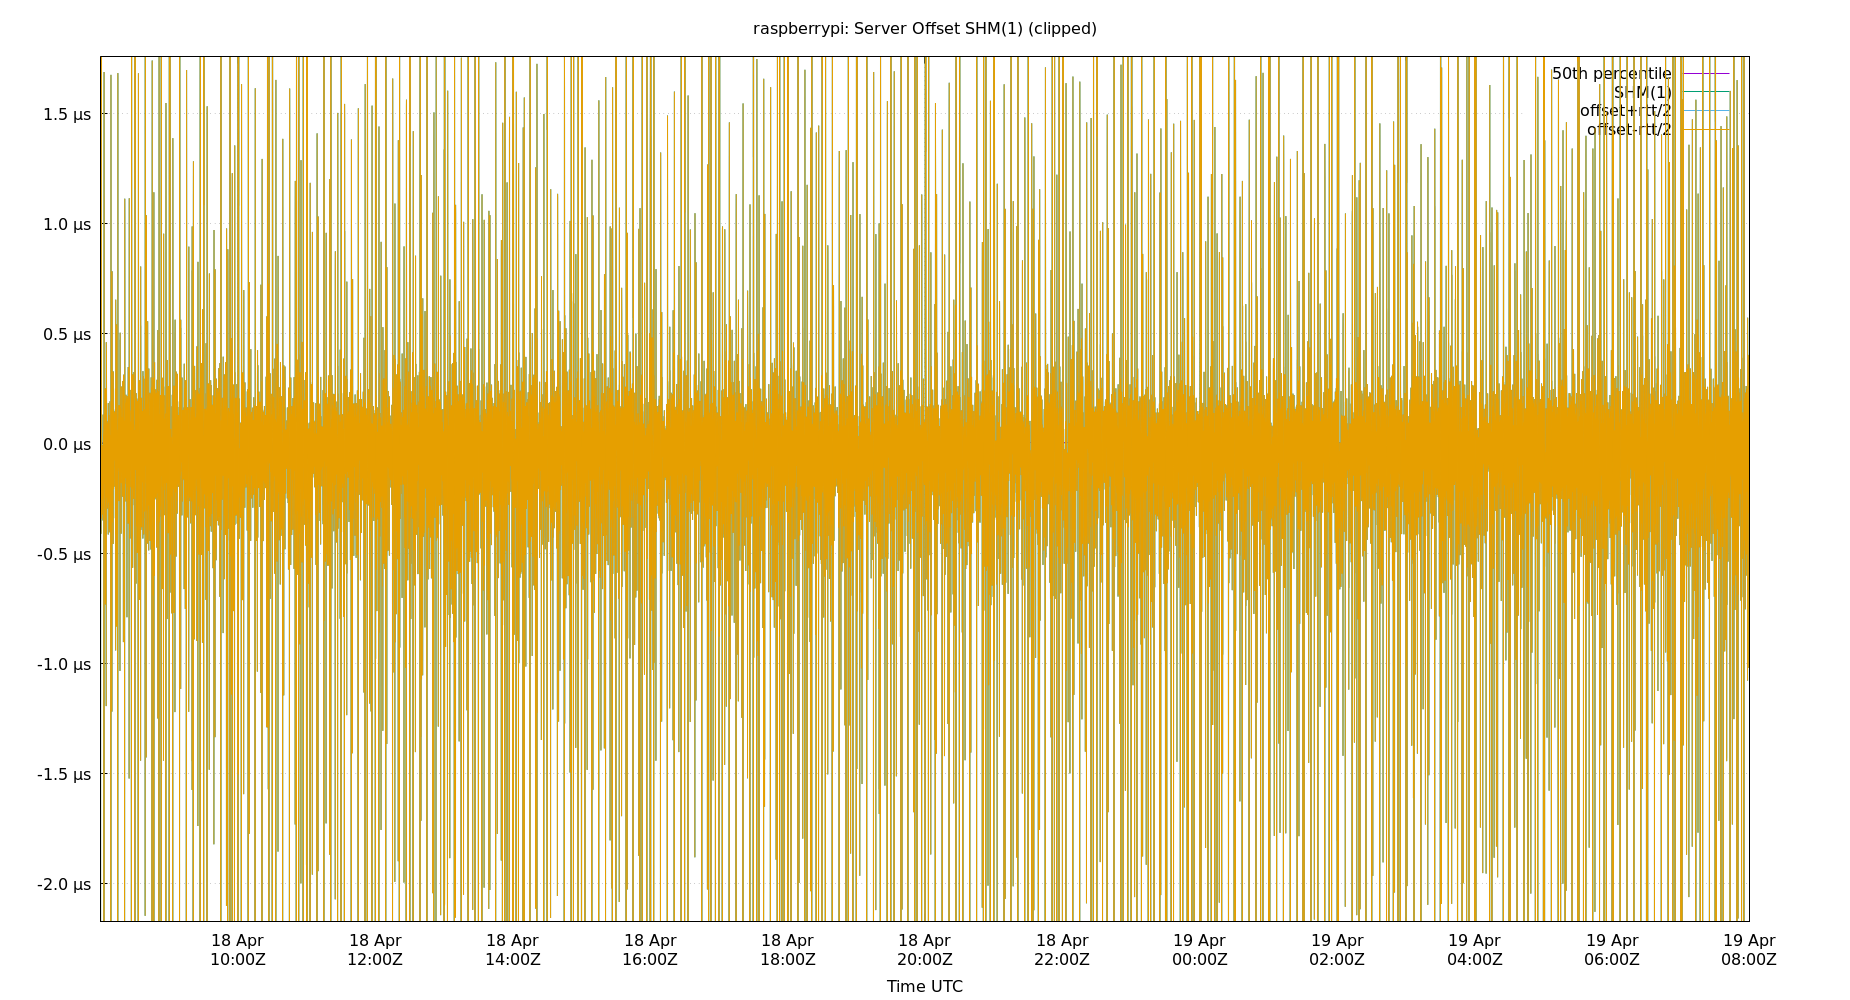 raspberrypi: Server Offset SHM(1) (clipped)
50th percentile
SHM(1)
offset+rtt/2
offset-rtt/2
1.5 µs
1.0 µs
0.5 µs
0.0 µs
-0.5 µs
-1.0 µs
-1.5 µs
-2.0 µs
18 Apr 18 Apr 18 Apr 18 Apr 18 Apr 18 Apr 18 Apr 19 Apr 19 Apr 19 Apr 19 Apr 19 Apr
10:00Z 12:00Z 14:00Z 16:00Z 18:00Z 20:00Z 22:00Z 00:00Z 02:00Z 04:00Z 06:00Z 08:00Z
Time UTC